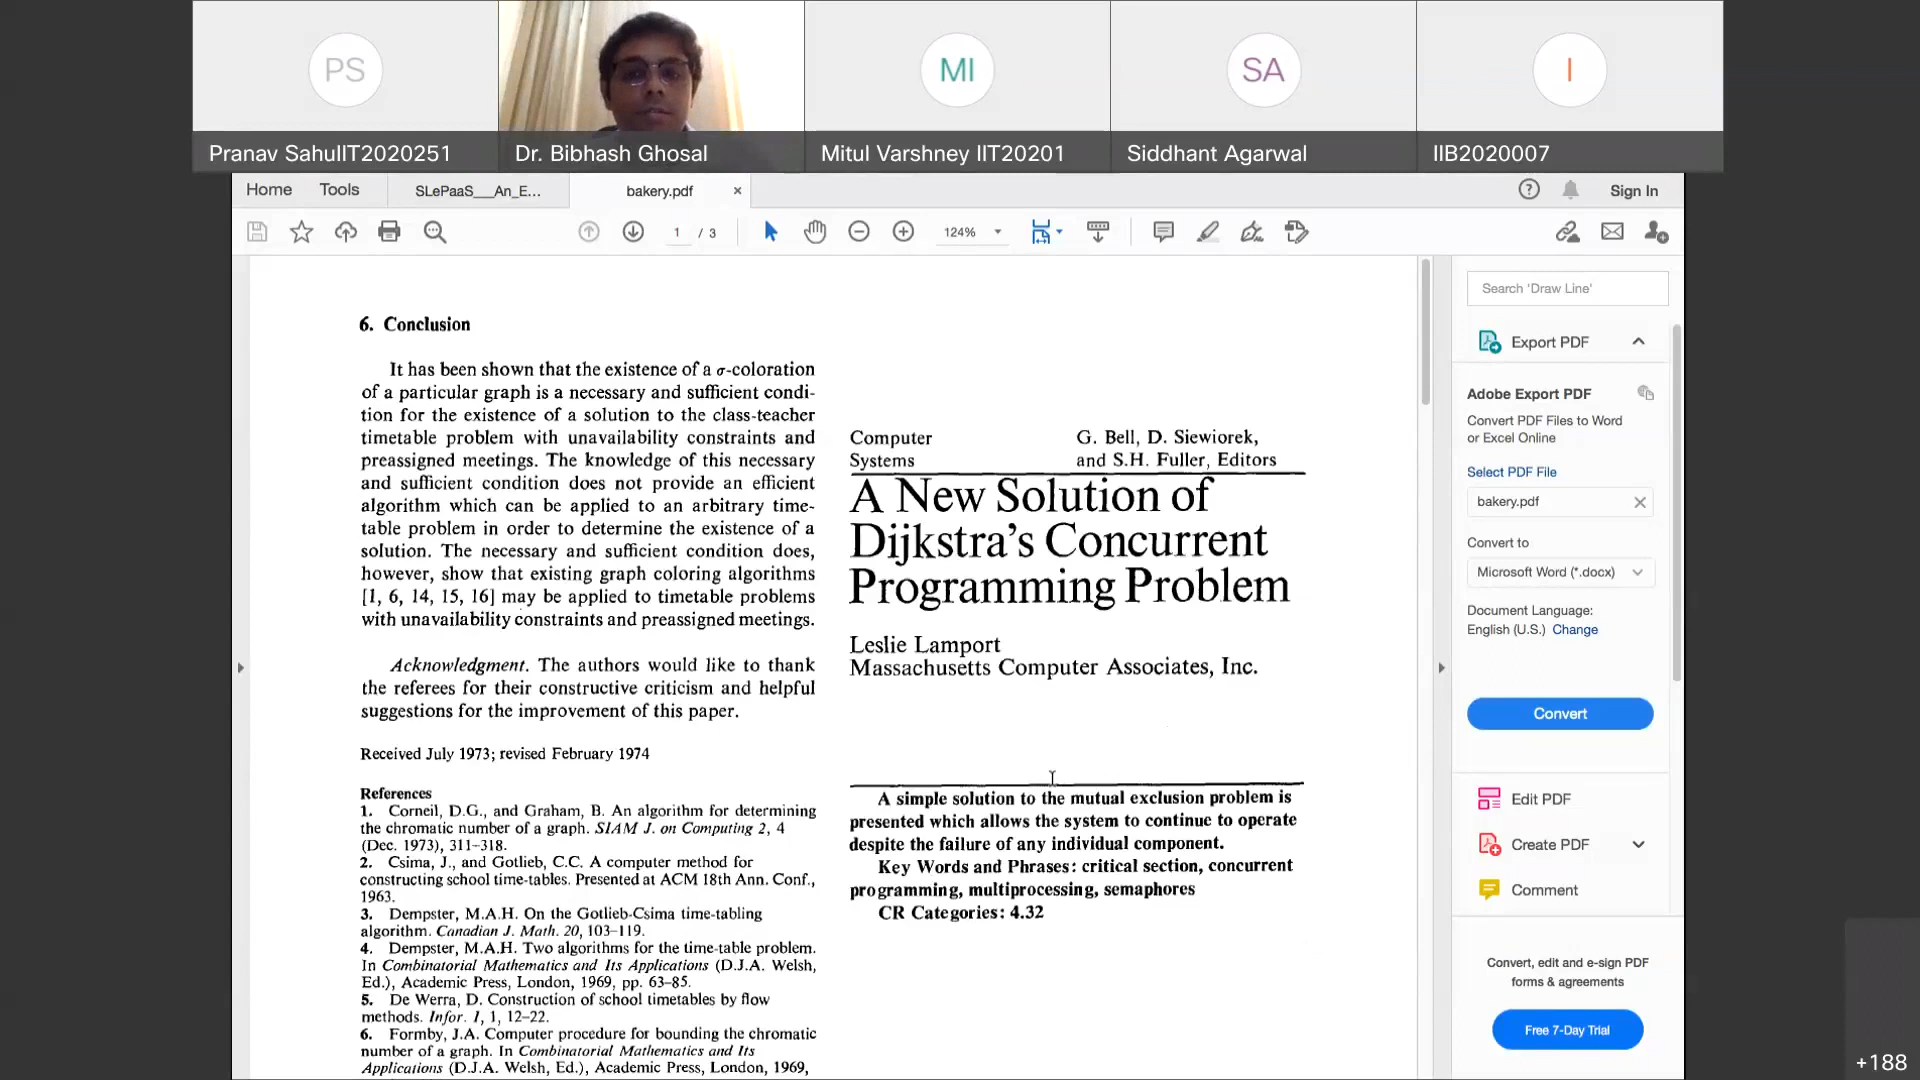 PS
MI
SA
I
Pranav SahuIIT2020251
Dr. Bibhash Ghosal
Mitul Varshney IIT20201
Siddhant Agarwal
IIB2020007
Home
Tools
SLePaaS___An_E...
bakery.pdf
Sign In
1 / 3
124%
6. Conclusion
It has been shown that the existence of a σ-coloration
of a particular graph is a necessary and sufficient condi-
tion for the existence of a solution to the class-teacher
timetable problem with unavailability constraints and
preassigned meetings. The knowledge of this necessary
and sufficient condition does not provide an efficient
algorithm which can be applied to an arbitrary time-
table problem in order to determine the existence of a
solution. The necessary and sufficient condition does,
however, show that existing graph coloring algorithms
[1, 6, 14, 15, 16] may be applied to timetable problems
with unavailability constraints and preassigned meetings.
Acknowledgment. The authors would like to thank
the referees for their constructive criticism and helpful
suggestions for the improvement of this paper.
Received July 1973; revised February 1974
References
1. Corneil, D.G., and Graham, B. An algorithm for determining
the chromatic number of a graph. SIAM J. on Computing 2, 4
(Dec. 1973), 311–318.
2. Csima, J., and Gotlieb, C.C. A computer method for
constructing school time-tables. Presented at ACM 18th Ann. Conf.,
1963.
3. Dempster, M.A.H. On the Gotlieb-Csima time-tabling
algorithm. Canadian J. Math. 20, 103–119.
4. Dempster, M.A.H. Two algorithms for the time-table problem.
In Combinatorial Mathematics and Its Applications (D.J.A. Welsh,
Ed.), Academic Press, London, 1969, pp. 63–85.
5. De Werra, D. Construction of school timetables by flow
methods. Infor. 1, 1, 12–22.
6. Formby, J.A. Computer procedure for bounding the chromatic
number of a graph. In Combinatorial Mathematics and Its
Applications (D.J.A. Welsh, Ed.), Academic Press, London, 1969,
Computer
Systems
G. Bell, D. Siewiorek,
and S.H. Fuller, Editors
A New Solution of
Dijkstra's Concurrent
Programming Problem
Leslie Lamport
Massachusetts Computer Associates, Inc.
A simple solution to the mutual exclusion problem is
presented which allows the system to continue to operate
despite the failure of any individual component.
Key Words and Phrases: critical section, concurrent
programming, multiprocessing, semaphores
CR Categories: 4.32
Search 'Draw Line'
Export PDF
Adobe Export PDF
Convert PDF Files to Word
or Excel Online
Select PDF File
bakery.pdf
Convert to
Microsoft Word (*.docx)
Document Language:
English (U.S.) Change
Convert
Edit PDF
Create PDF
Comment
Convert, edit and e-sign PDF
forms & agreements
Free 7-Day Trial
+188